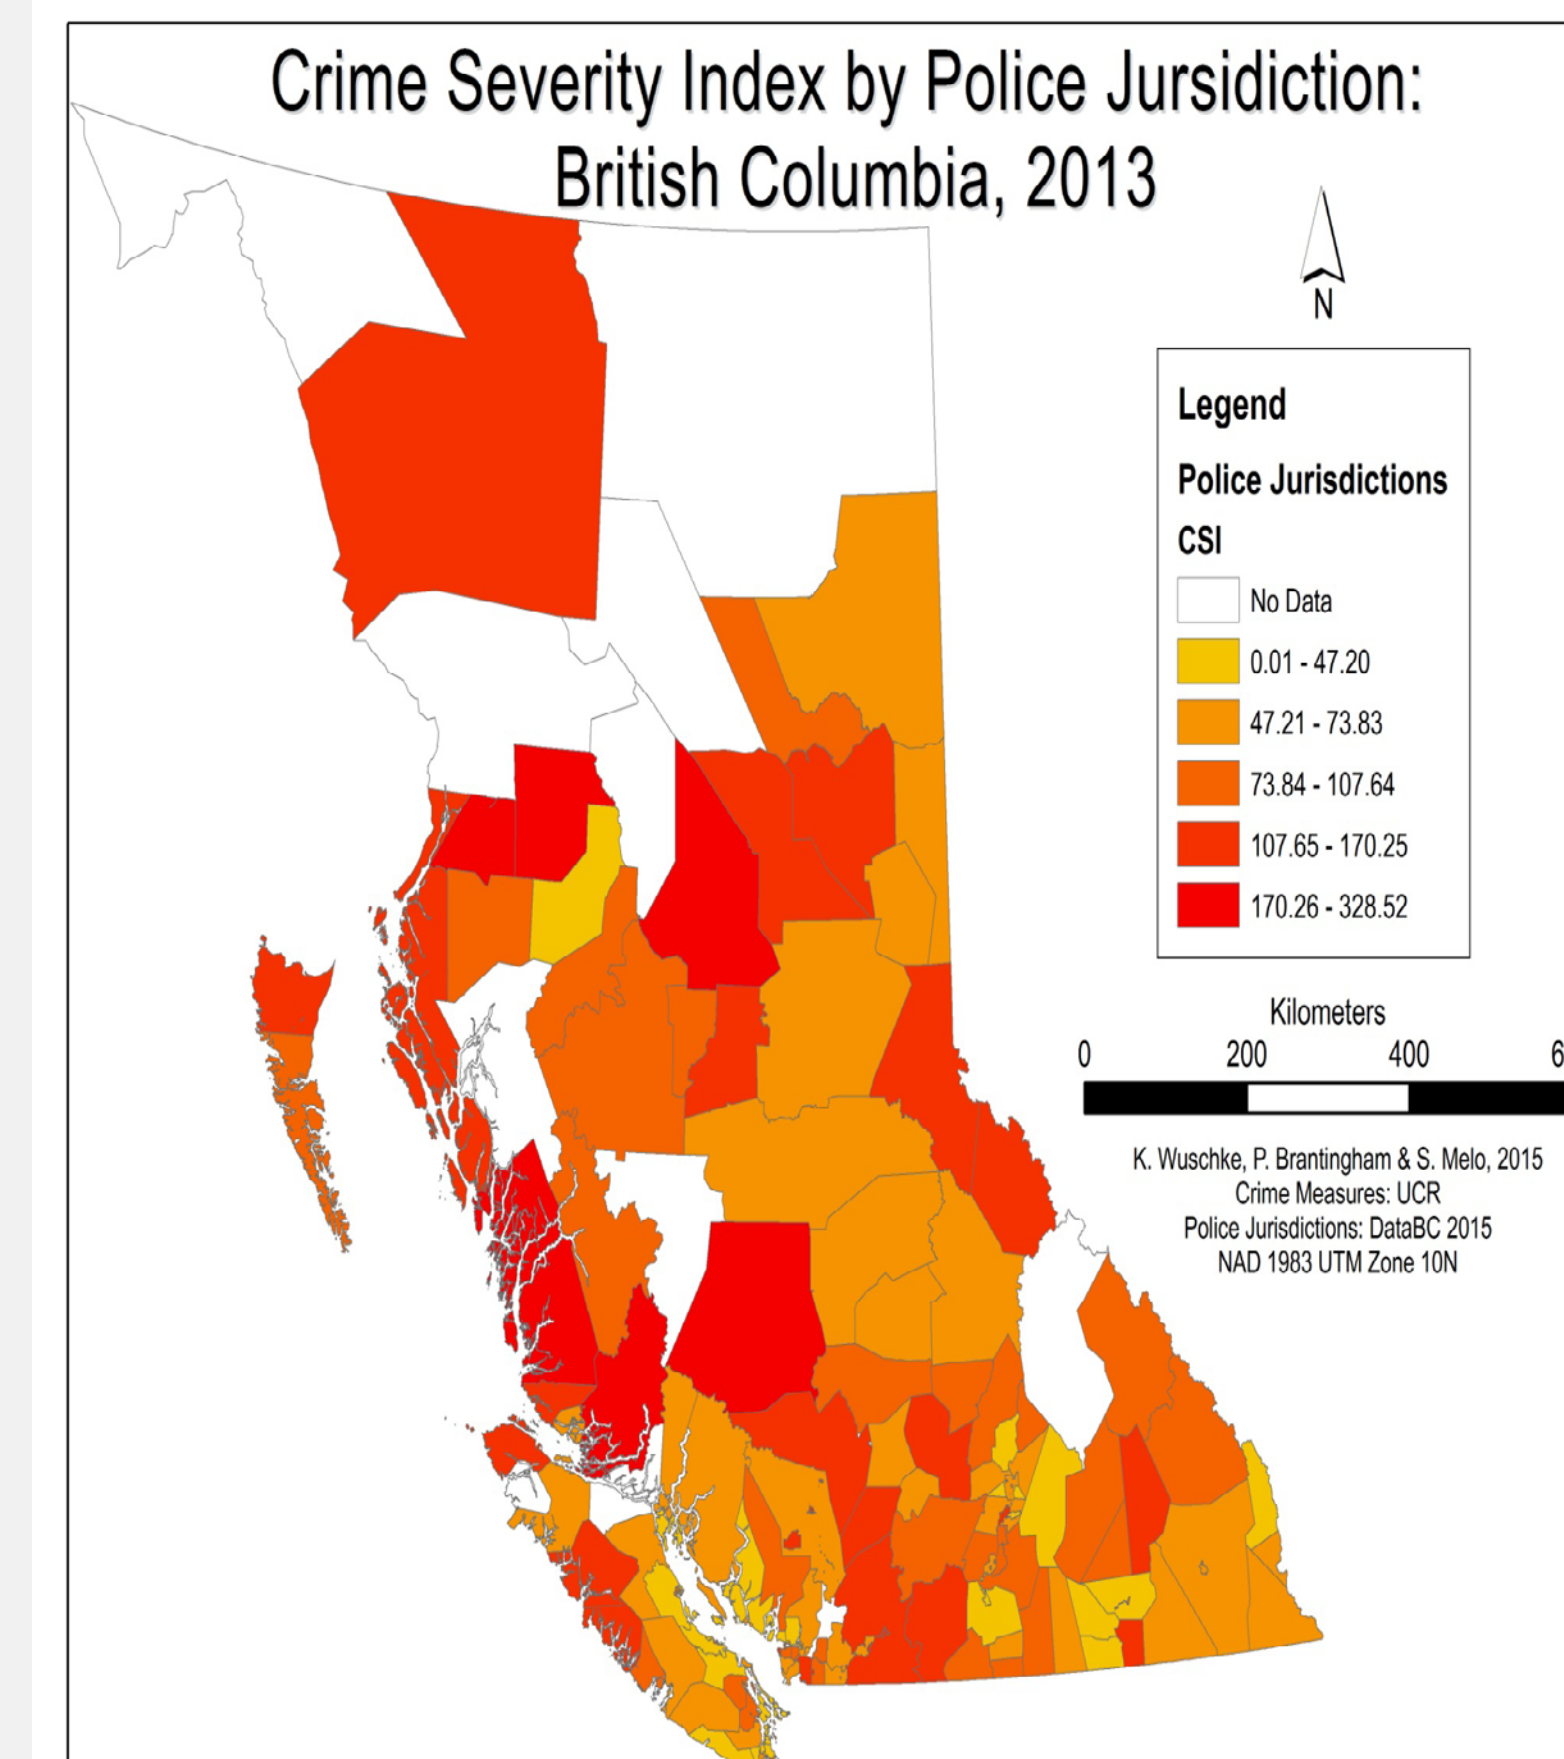 Crime Severity Index by Police Jursidiction:
British Columbia, 2013
N
Legend
Police Jurisdictions
CSI
No Data
0.01 - 47.20
47.21 - 73.83
73.84 - 107.64
107.65 - 170.25
170.26 - 328.52
Kilometers
0 200 400 6
K. Wuschke, P. Brantingham & S. Melo, 2015
Crime Measures: UCR
Police Jurisdictions: DataBC 2015
NAD 1983 UTM Zone 10N